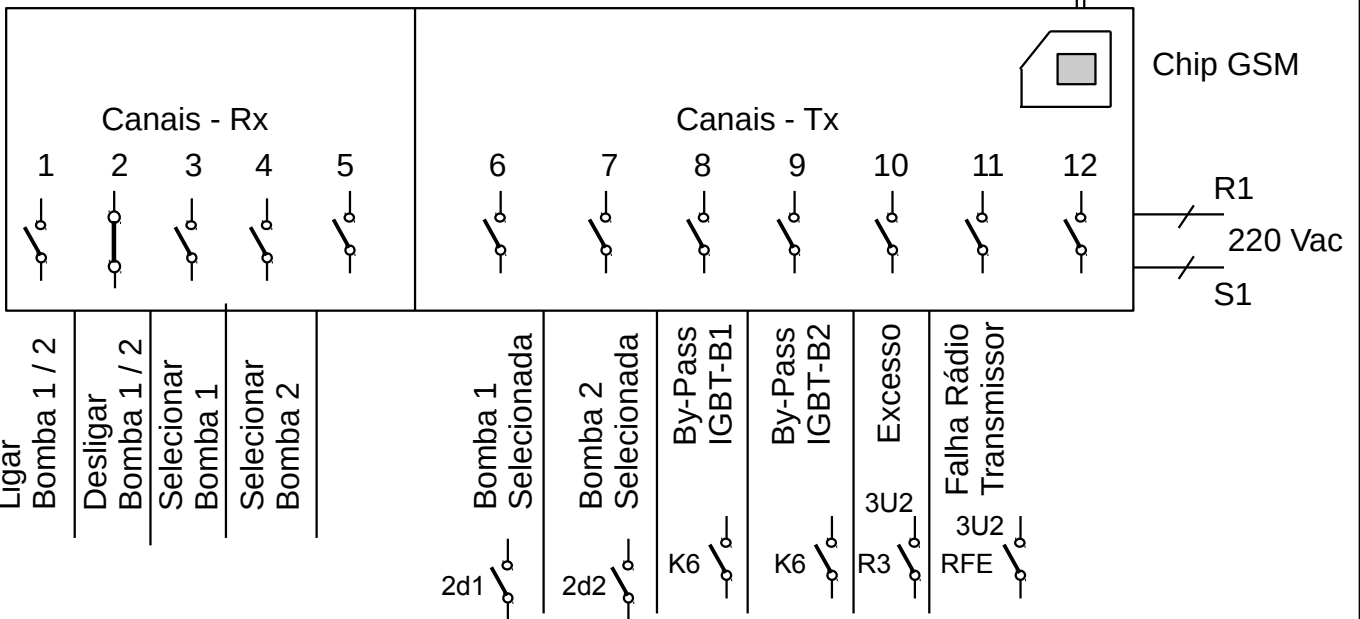 Chip GSM
Canais - Rx
Canais - Tx
1 2 3 4 5 6 7 8 9 10 11 12
R1
220 Vac
S1
Ligar
Bomba 1 / 2
Desligar
Bomba 1 / 2
Selecionar
Bomba 1
Selecionar
Bomba 2
Bomba 1
Selecionada
Bomba 2
Selecionada
By-Pass
IGBT-B1
By-Pass
IGBT-B2
Excesso
Falha Rádio
Transmissor
2d1
2d2
K6
K6
3U2
R3
3U2
RFE